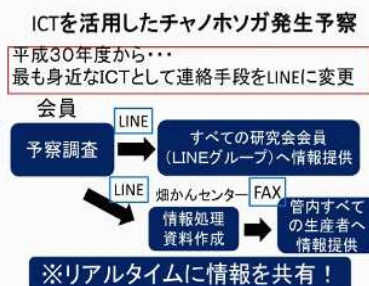 ICTを活用したチャノホソガ発生予察
平成30年度から･･･
最も身近なICTとして連絡手段をLINEに変更
会員
LINE
予察調査
すべての研究会会員
(LINEグループ)へ情報提供
LINE
畑かんセンター
FAX
情報処理
資料作成
管内すべて
の生産者へ
情報提供
※リアルタイムに情報を共有！